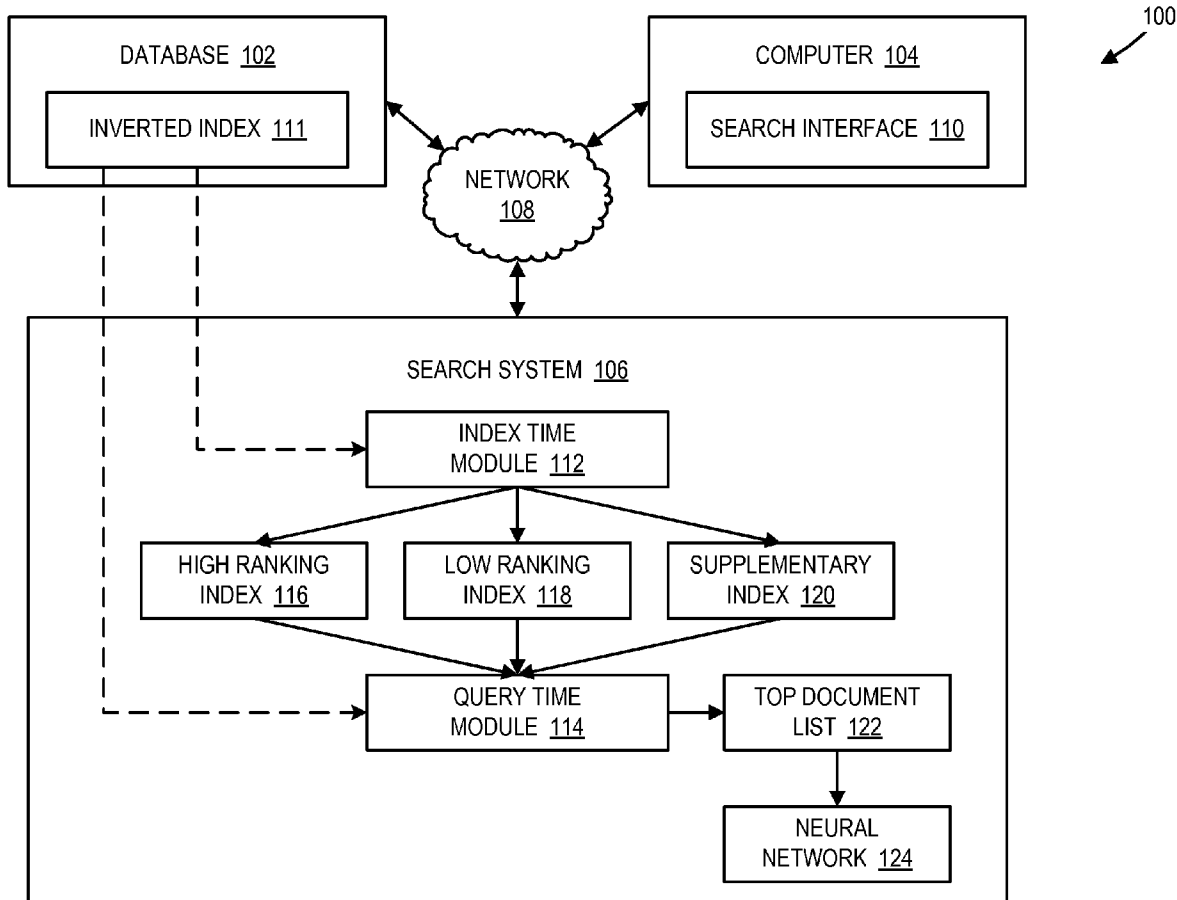 100
DATABASE 102
COMPUTER 104
INVERTED INDEX 111
SEARCH INTERFACE 110
NETWORK
108
SEARCH SYSTEM 106
INDEX TIME
MODULE 112
HIGH RANKING
INDEX 116
LOW RANKING
INDEX 118
SUPPLEMENTARY
INDEX 120
QUERY TIME
MODULE 114
TOP DOCUMENT
LIST 122
NEURAL
NETWORK 124